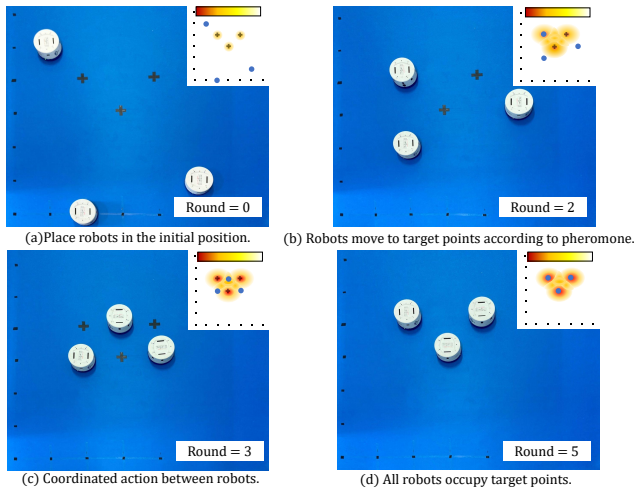 Round = 0
Round = 2
(a)Place robots in the initial position.
(b) Robots move to target points according to pheromone.
Round = 3
Round = 5
(c) Coordinated action between robots.
(d) All robots occupy target points.